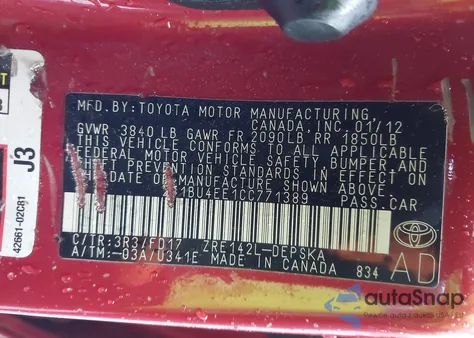 MFD.BY:TOYOTA MOTOR MANUFACTURING,
CANADA,INC.01/12
GVWR 3840 LB GAWR FR 2090LB RR 1850LB
THIS VEHICLE CONFORMS TO ALL APPLICABLE
FEDERAL MOTOR VEHICLE SAFETY, BUMPER, AND
THEFT PREVENTION STANDARDS IN EFFECT ON
THE DATE OF MANUFACTURE SHOWN ABOVE.
1BU4EE1CC771389 PASS.CAR
C/TR:3R3/FD17 ZRE142L-DEPSKA
A/TM:-03A/U341E MADE IN CANADA 834
AD
J3
42661-02C81
autoSnap